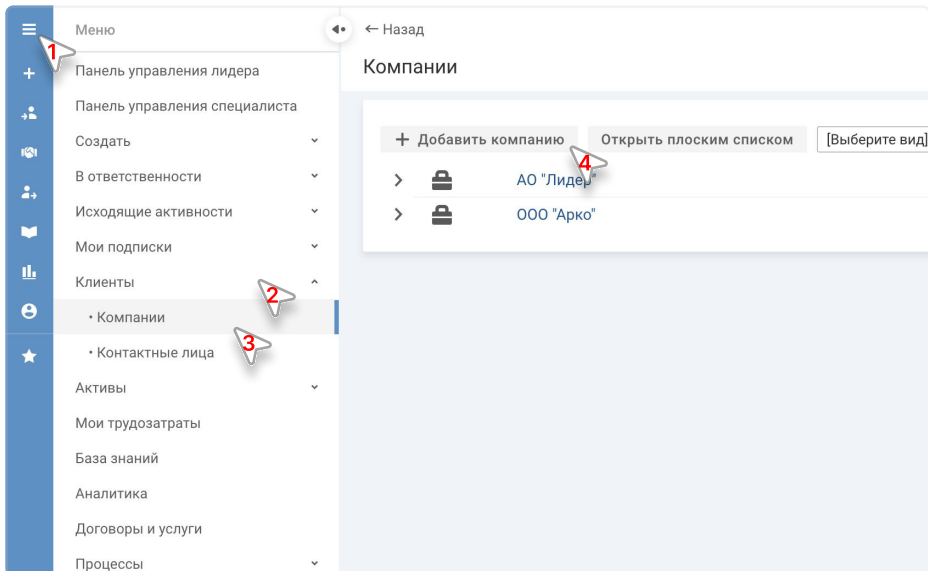 Меню
Панель управления лидера
Панель управления специалиста
Создать
В ответственности
Исходящие активности
Мои подписки
Клиенты
• Компании
• Контактные лица
Активы
Мои трудозатраты
База знаний
Аналитика
Договоры и услуги
Процессы
1
2
3
← Назад
Компании
+ Добавить компанию
Открыть плоским списком
[Выберите вид]
4
АО "Лидер"
ООО "Арко"